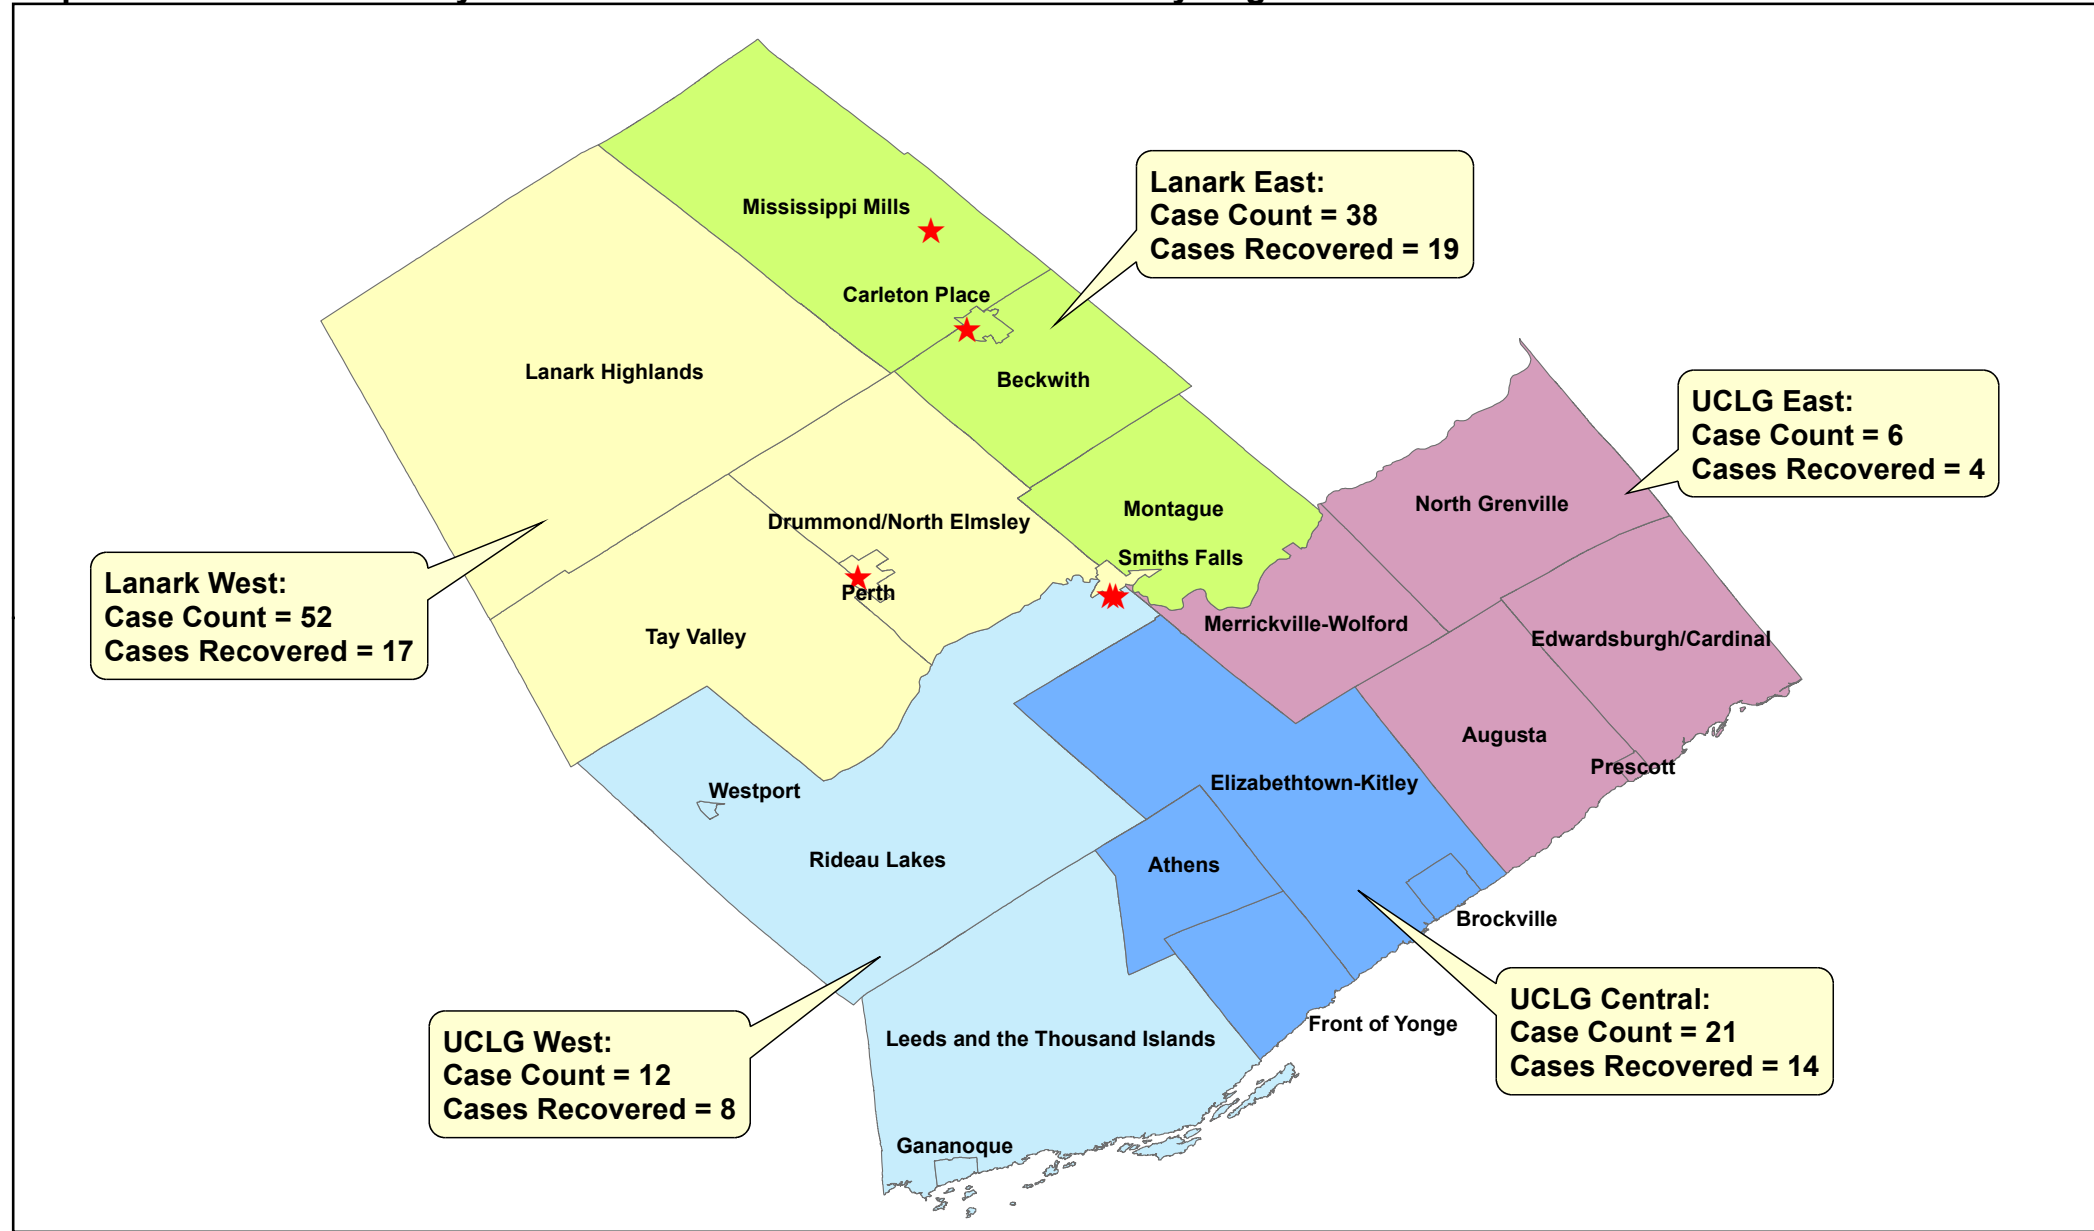 Mississippi Mills
Lanark East:
Case Count = 38
Cases Recovered = 19
Carleton Place
Lanark Highlands
Beckwith
UCLG East:
Case Count = 6
Cases Recovered = 4
North Grenville
Montague
Drummond/North Elmsley
Smiths Falls
Lanark West:
Case Count = 52
Cases Recovered = 17
Perth
Tay Valley
Merrickville-Wolford
Edwardsburgh/Cardinal
Augusta
Prescott
Elizabethtown-Kitley
Westport
Rideau Lakes
Athens
Brockville
UCLG Central:
Case Count = 21
Cases Recovered = 14
Front of Yonge
Leeds and the Thousand Islands
UCLG West:
Case Count = 12
Cases Recovered = 8
Gananoque